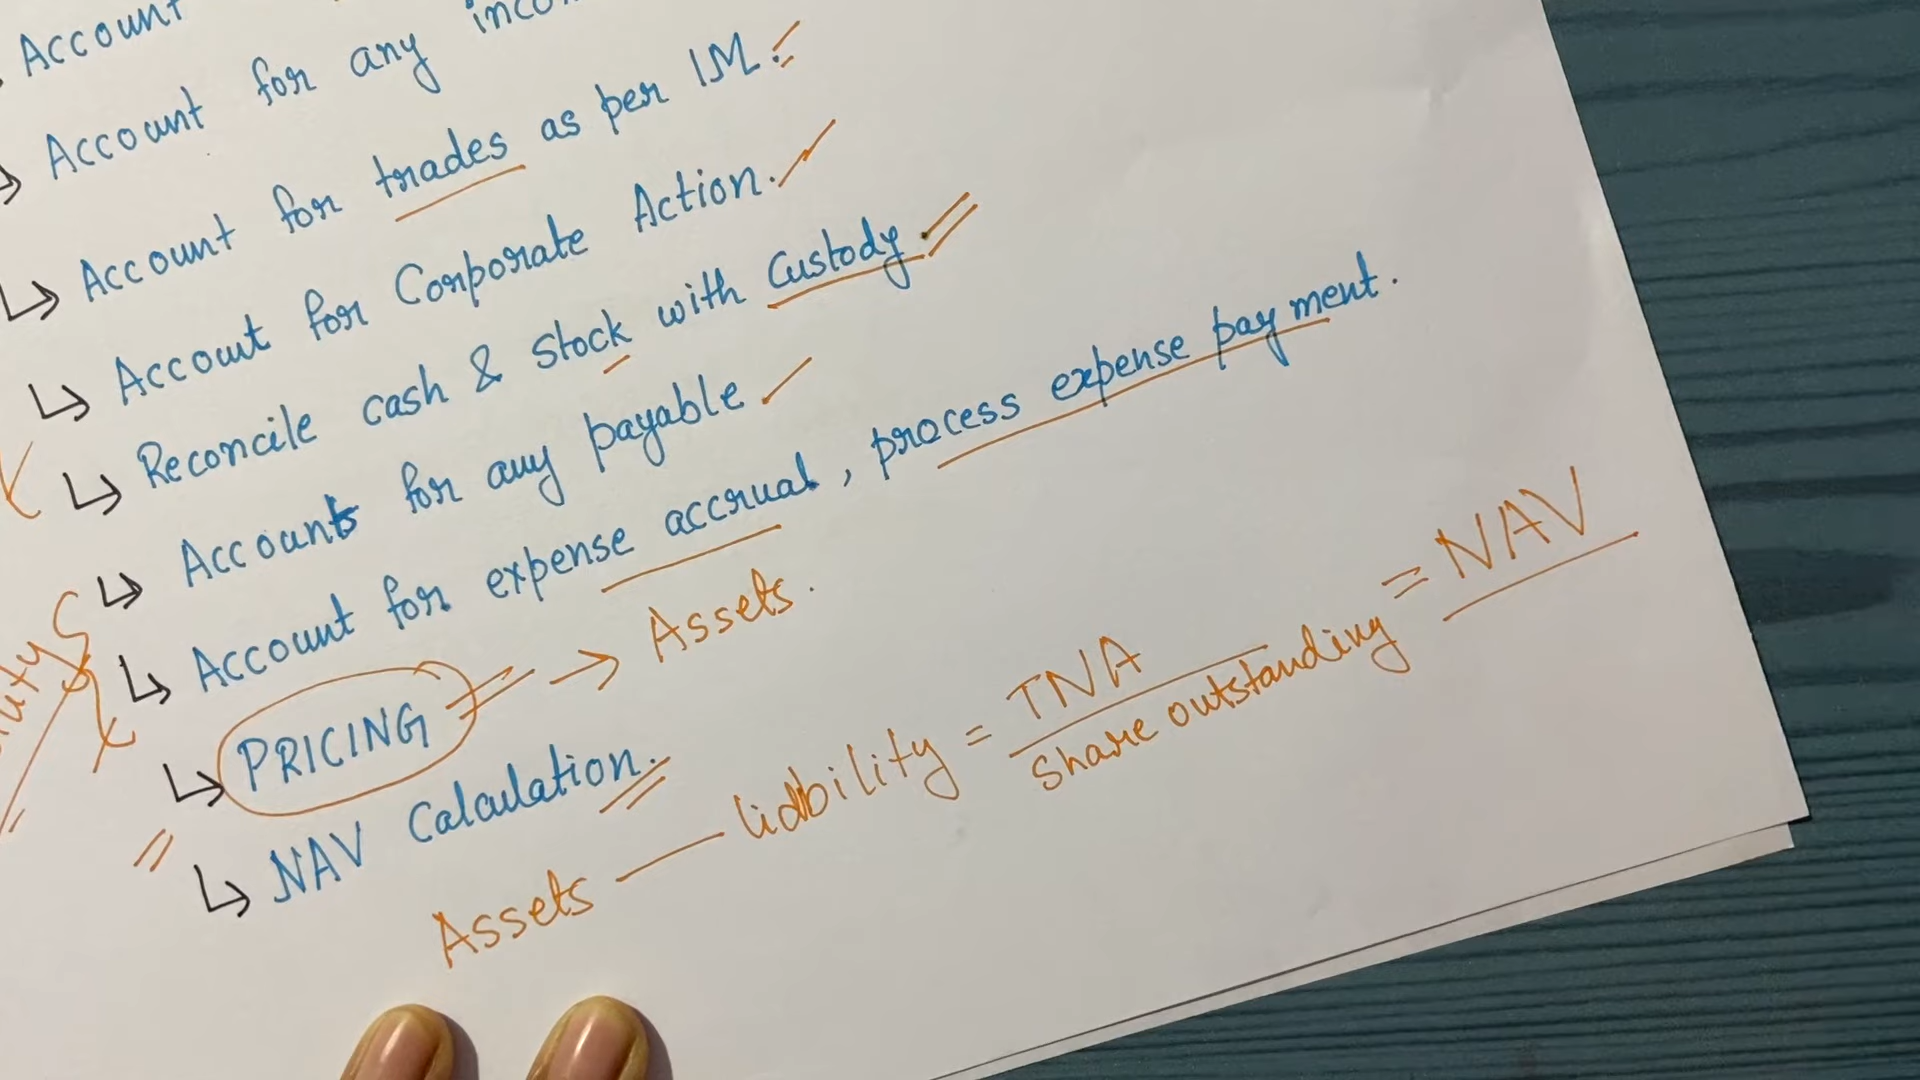 Account
Account for any
Account for trades as per IM.
Account for Corporate Action.
Reconcile cash & Stock with Custody.
Account for any payable
Account for expense accrual, process expense payment.
PRICING → Assets.
NAV Calculation.
Assets — liability = TNA / Share outstanding = NAV